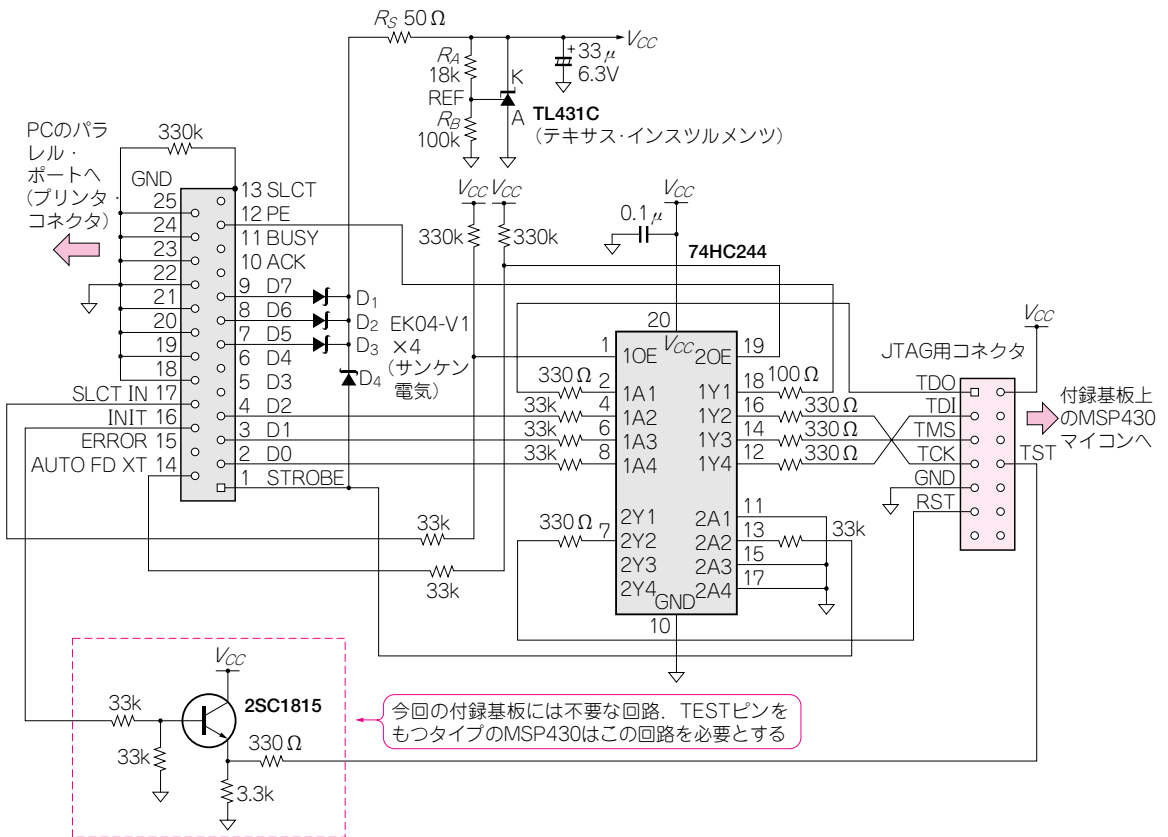 RS 50Ω
VCC
RA
18k
REF
RB
100k
K
A
TL431C
(テキサス・インスツルメンツ)
+
33μ
6.3V
PCのパラ
レル・
ポートへ
(プリンタ・
コネクタ)
330k
GND
25
24
23
22
21
20
19
18
SLCT IN 17
INIT 16
ERROR 15
AUTO FD XT 14
13 SLCT
12 PE
11 BUSY
10 ACK
9 D7
8 D6
7 D5
6 D4
5 D3
4 D2
3 D1
2 D0
1 STROBE
D1
D2
D3
D4
EK04-V1
×4
(サンケン
電気)
VCC
VCC
330k
330k
VCC
0.1μ
74HC244
20
VCC
1
1OE
2OE
19
330Ω
2
1A1
1Y1
18
100Ω
33k
4
1A2
1Y2
16
330Ω
33k
6
1A3
1Y3
14
330Ω
33k
8
1A4
1Y4
12
330Ω
330Ω
7
2Y1
2Y2
2Y3
2Y4
2A1
2A2
2A3
2A4
11
13
15
17
33k
GND
10
33k
33k
VCC
JTAG用コネクタ
TDO
TDI
TMS
TCK
GND
RST
TST
付録基板上
のMSP430
マイコンへ
VCC
33k
2SC1815
33k
330Ω
3.3k
今回の付録基板には不要な回路.TESTピンを
もつタイプのMSP430はこの回路を必要とする